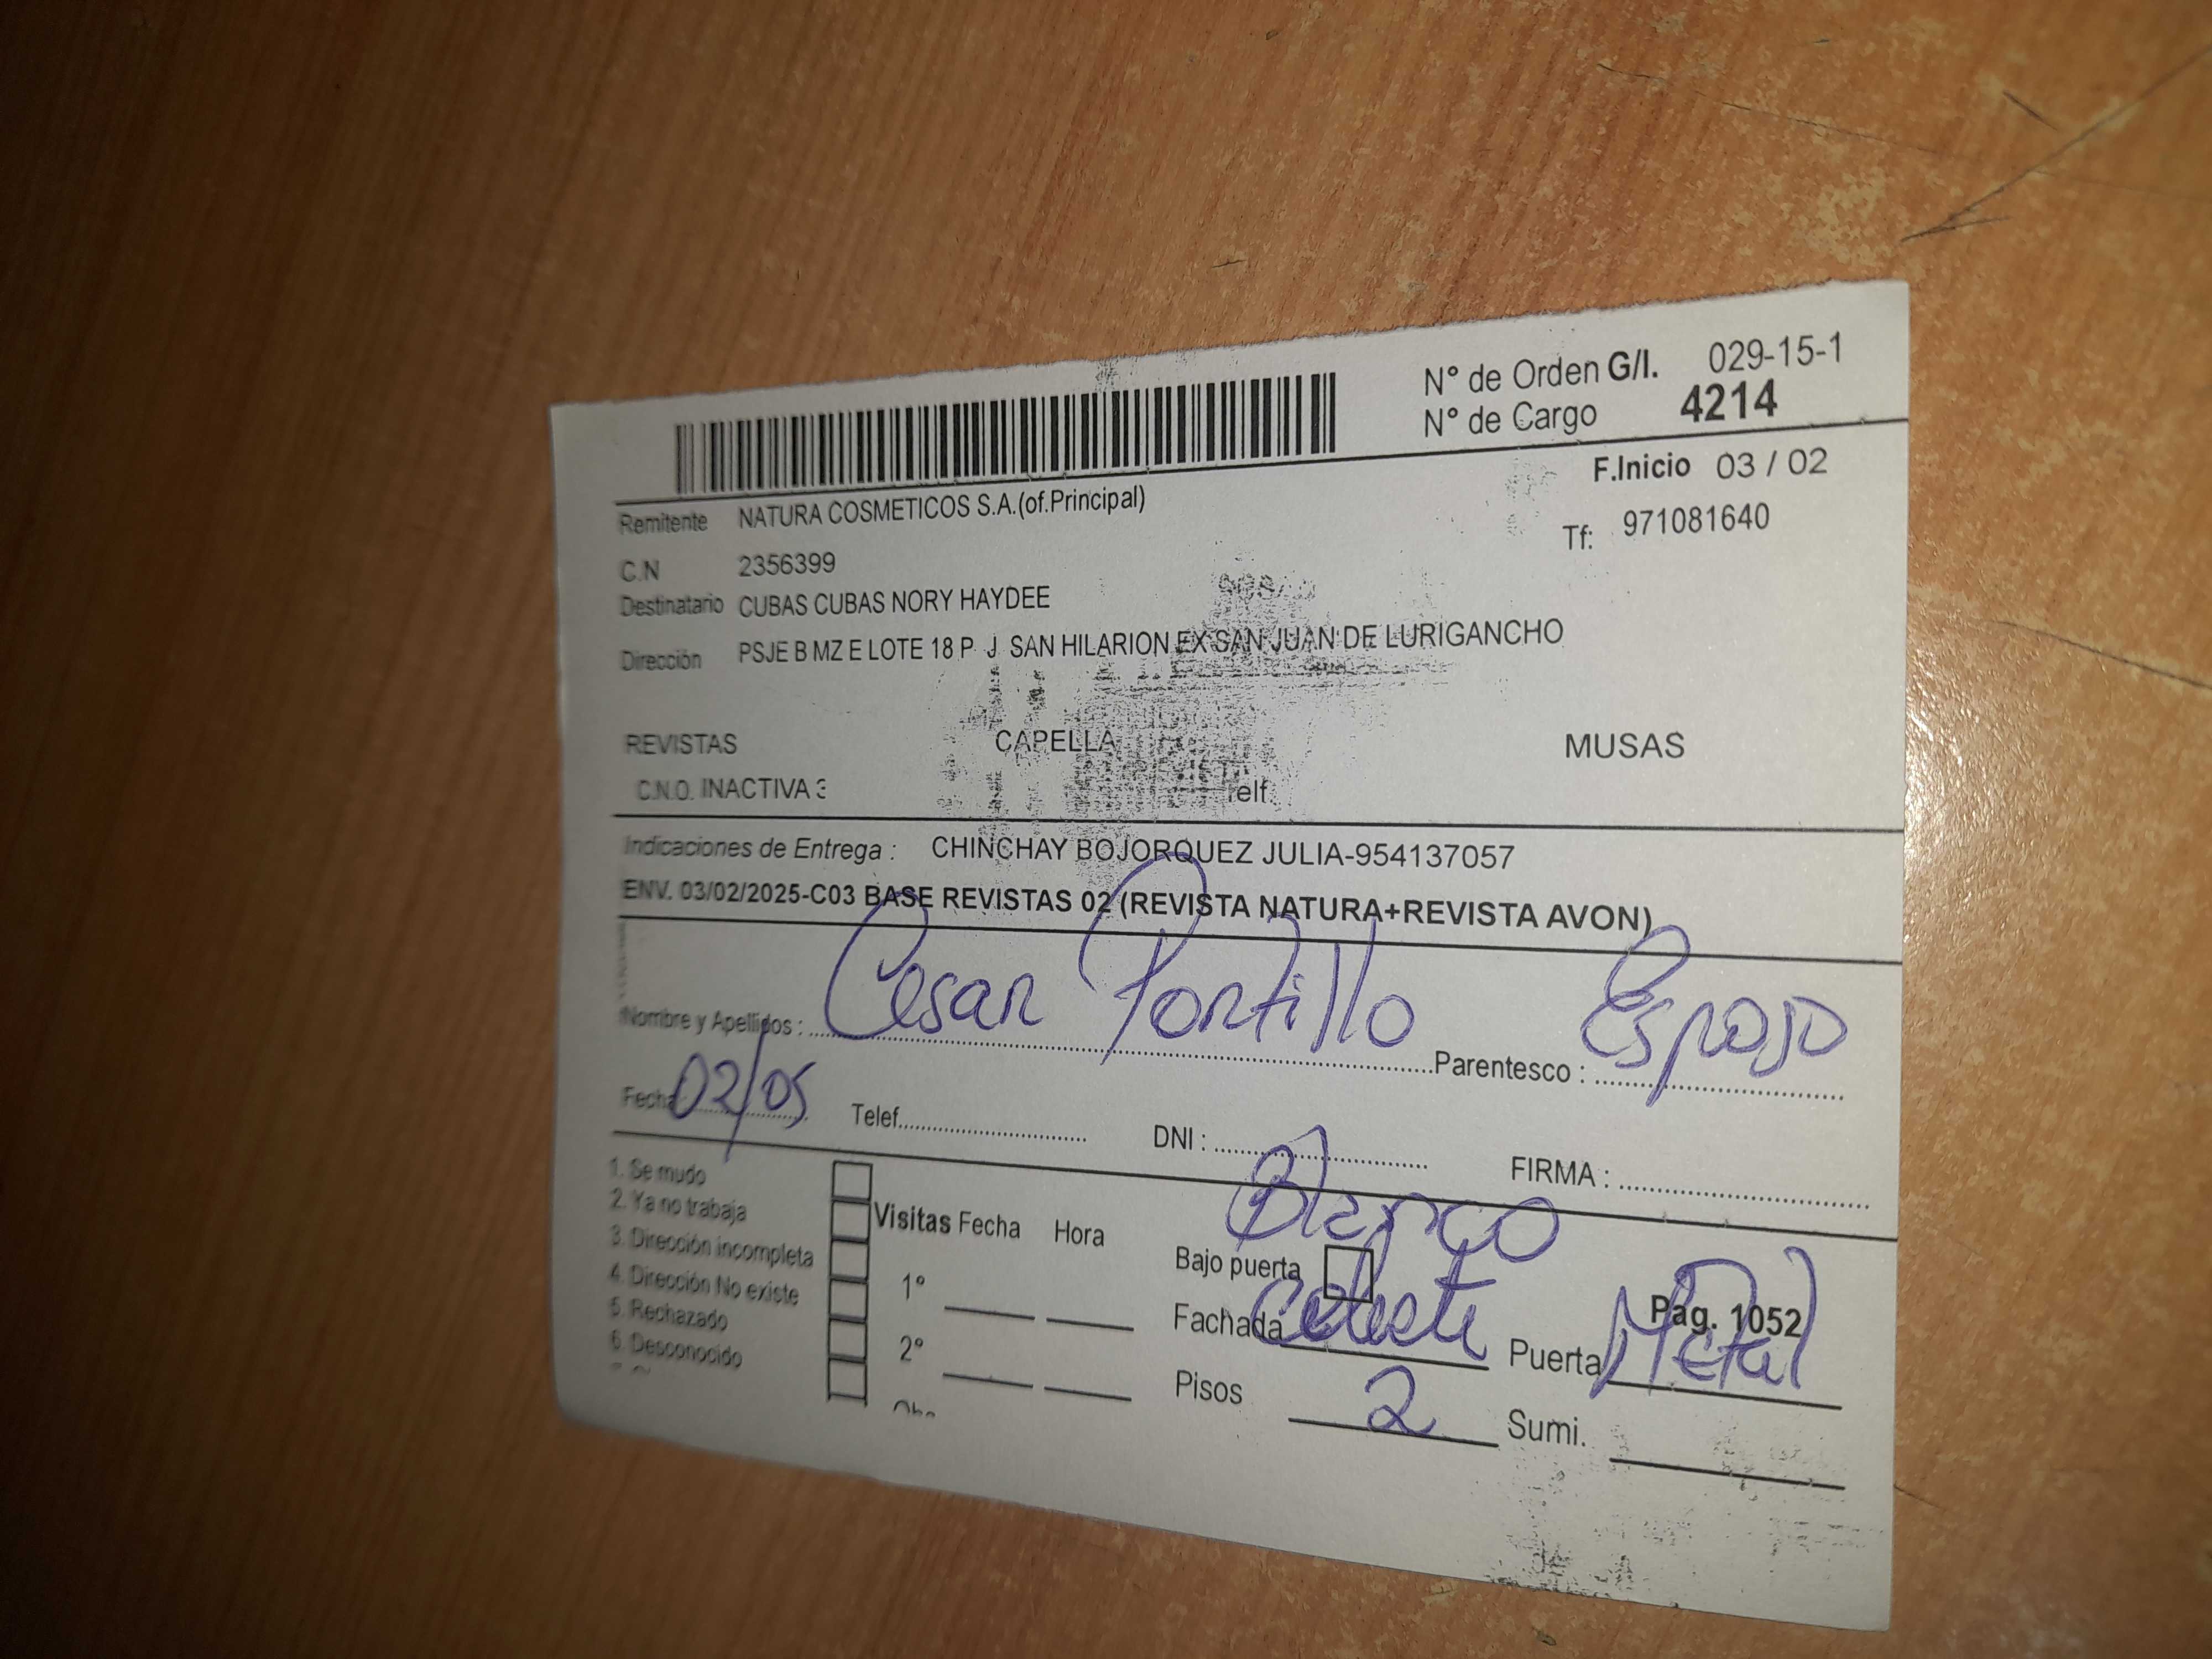 N° de Orden G/I. 029-15-1
N° de Cargo 4214
F.Inicio 03 / 02
Remitente NATURA COSMETICOS S.A.(of.Principal)
Tf: 971081640
C.N 2356399
Destinatario CUBAS CUBAS NORY HAYDEE
Dirección PSJE B MZ E LOTE 18 P J SAN HILARION EX SAN JUAN DE LURIGANCHO
REVISTAS CAPELLA MUSAS
C.N.O. INACTIVA 3 Telf.
Indicaciones de Entrega : CHINCHAY BOJORQUEZ JULIA-954137057
ENV. 03/02/2025-C03 BASE REVISTAS 02 (REVISTA NATURA+REVISTA AVON)
Nombre y Apellidos : Cesar Portillo Parentesco : Esposo
Fecha 02/05 Telef. DNI : FIRMA :
1. Se mudo
2. Ya no trabaja
3. Dirección incompleta
4. Dirección No existe
5. Rechazado
6. Desconocido
Visitas Fecha Hora
1°
2°
Blanco
Bajo puerta
Fachada Celeste Puerta Metal
Pag. 1052
Pisos 2 Sumi.